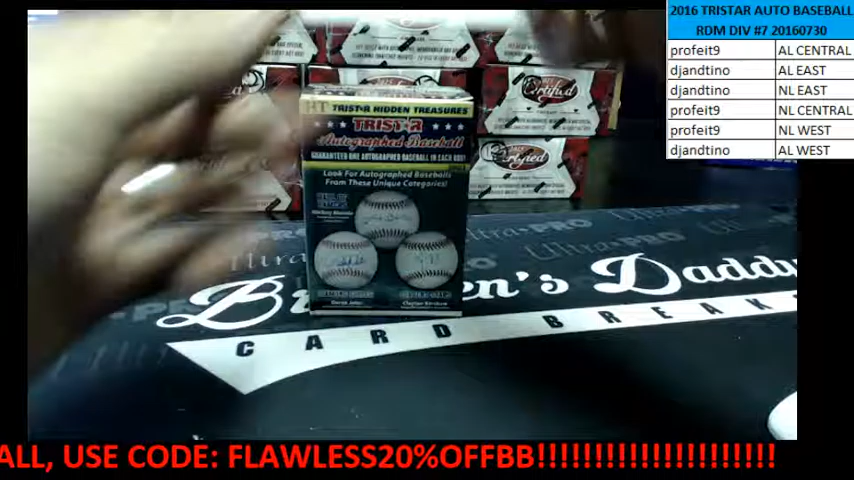 2016 TRISTAR AUTO BASEBALL
RDM DIV #7 20160730
profeit9 AL CENTRAL
djandtino AL EAST
djandtino NL EAST
profeit9 NL CENTRAL
profeit9 NL WEST
djandtino AL WEST
HT TRISTAR HIDDEN TREASURES
TRISTAR
Autographed Baseball
GUARANTEED ONE AUTOGRAPHED BASEBALL IN EACH BOX!
Look For Autographed Baseballs
From These Unique Categories!
Certified
Certified
ULTRA-PRO
en's Daddy
CARD BREAKS
ALL, USE CODE: FLAWLESS20%OFFBB!!!!!!!!!!!!!!!!!!!!!!!